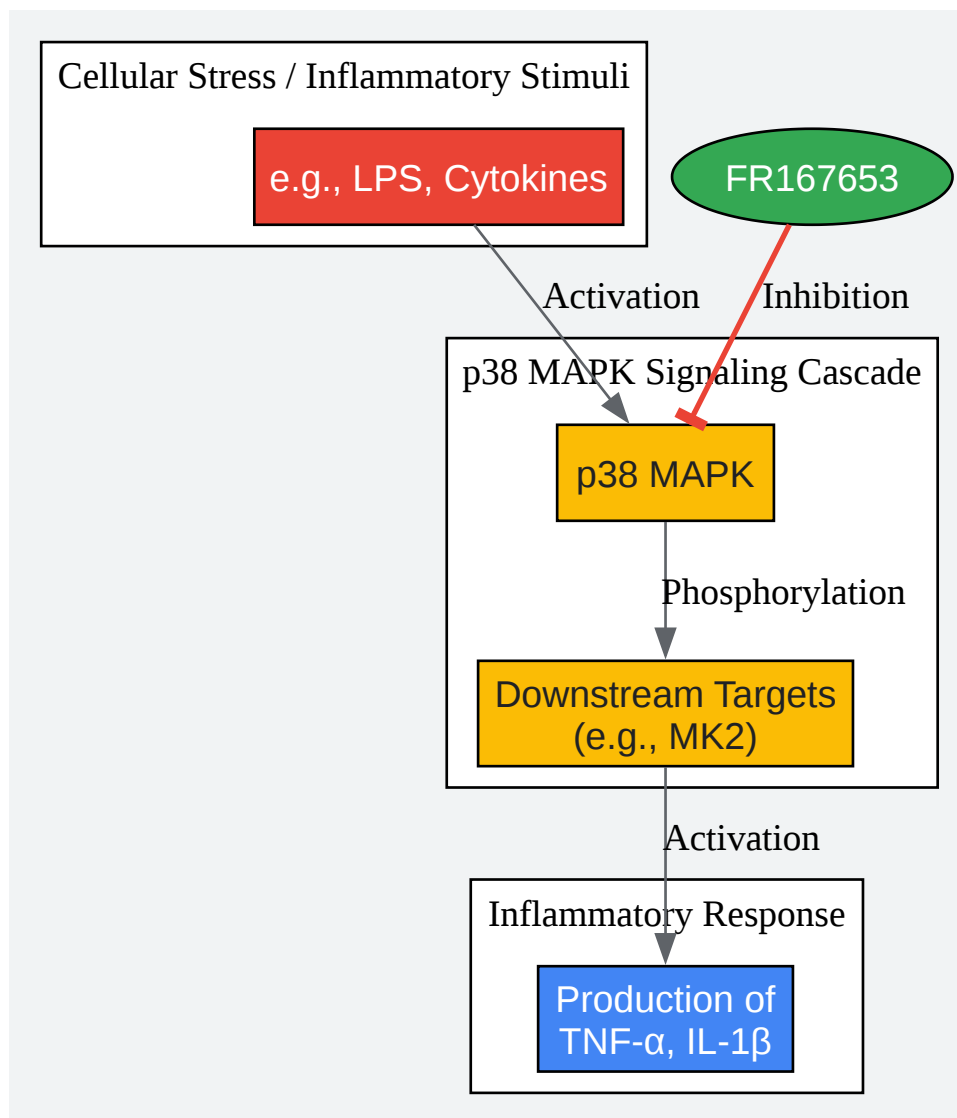 Cellular Stress / Inflammatory Stimuli
e.g., LPS, Cytokines
FR167653
Activation
Inhibition
p38 MAPK Signaling Cascade
p38 MAPK
Phosphorylation
Downstream Targets
(e.g., MK2)
Activation
Inflammatory Response
Production of
TNF-α, IL-1β